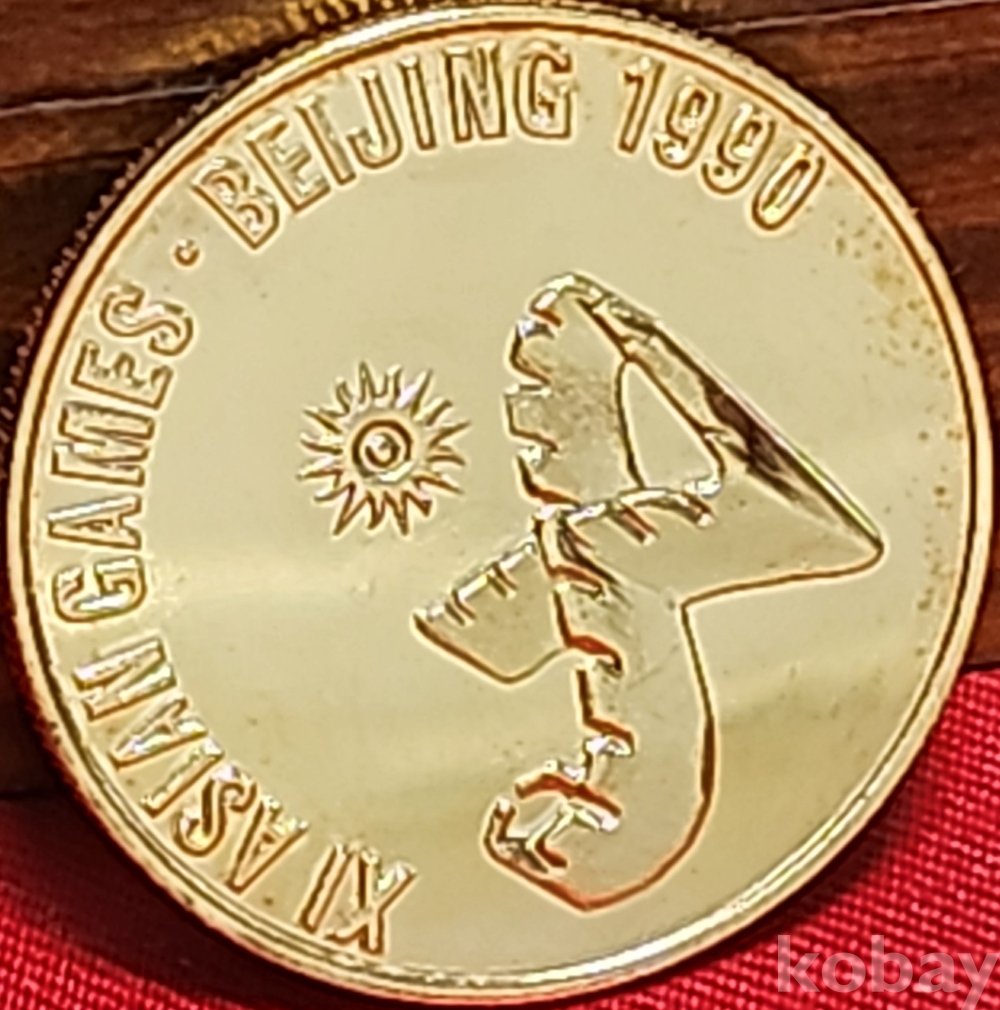 XI ASIAN GAMES · BEIJING 1990
kobay